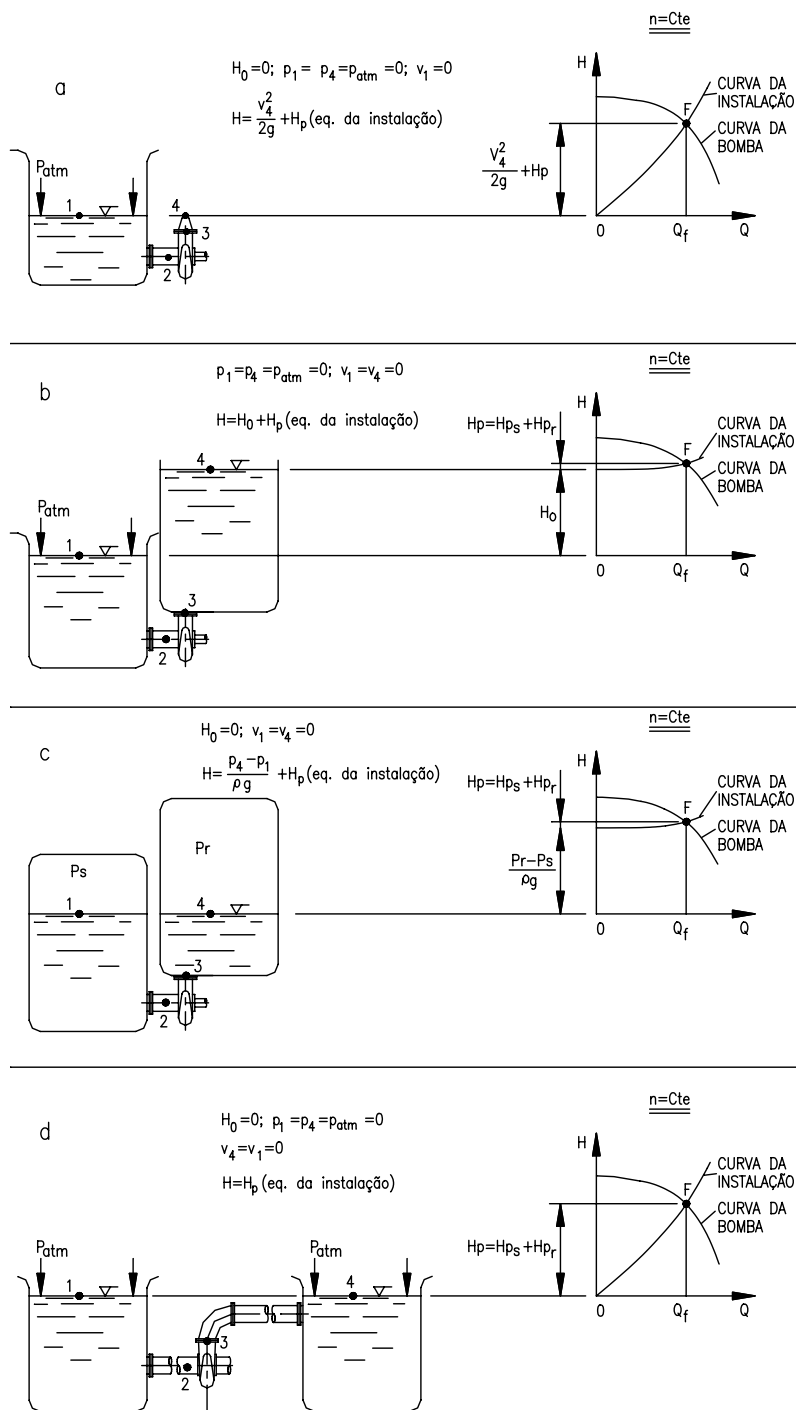 a
H₀=0; p₁= p₄=pₐₜₘ=0; v₁=0
H=v₄²/2g+Hₚ(eq. da instalação)
Pₐₜₘ
1
4
3
2
n=Cte
H
F
CURVA DA
INSTALAÇÃO
CURVA DA
BOMBA
V₄²/2g +Hp
0
Q_f
Q
b
p₁=p₄=pₐₜₘ=0; v₁=v₄=0
H=H₀+Hₚ(eq. da instalação)
Pₐₜₘ
1
4
3
2
n=Cte
H
Hp=Hpₛ+Hpᵣ
F
CURVA DA
INSTALAÇÃO
CURVA DA
BOMBA
H₀
0
Q_f
Q
c
H₀=0; v₁=v₄=0
H=p₄-p₁/ρg +Hₚ(eq. da instalação)
Ps
Pr
1
4
3
2
n=Cte
H
Hp=Hpₛ+Hpᵣ
F
CURVA DA
INSTALAÇÃO
CURVA DA
BOMBA
Pr-Ps/ρg
0
Q_f
Q
d
H₀=0; p₁=p₄=pₐₜₘ=0
v₄=v₁=0
H=Hₚ(eq. da instalação)
Pₐₜₘ
1
Pₐₜₘ
4
3
2
n=Cte
H
F
CURVA DA
INSTALAÇÃO
CURVA DA
BOMBA
Hp=Hpₛ+Hpᵣ
0
Q_f
Q